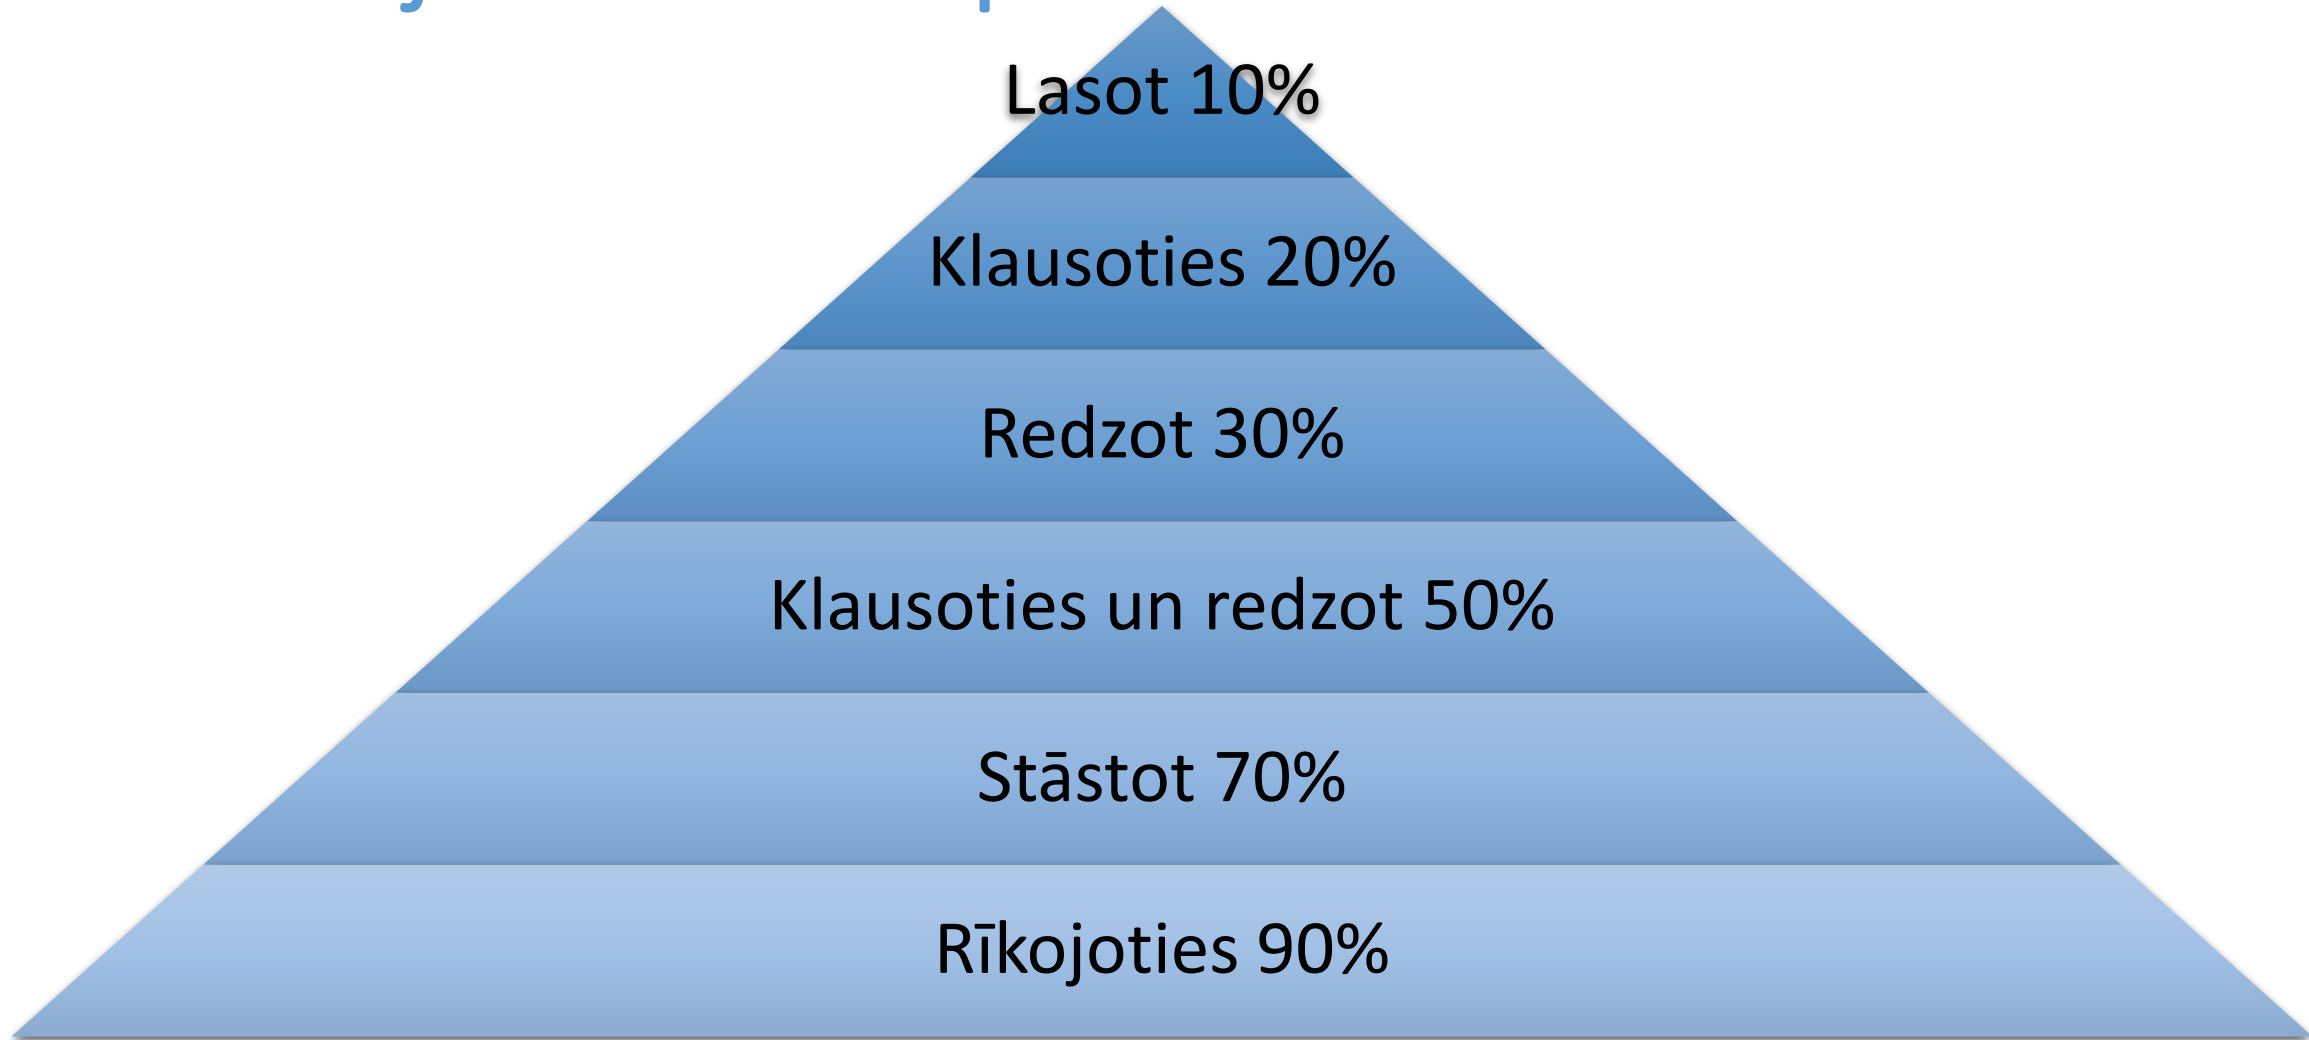 Lasot 10%
Klausoties 20%
Redzot 30%
Klausoties un redzot 50%
Stāstot 70%
Rīkojoties 90%